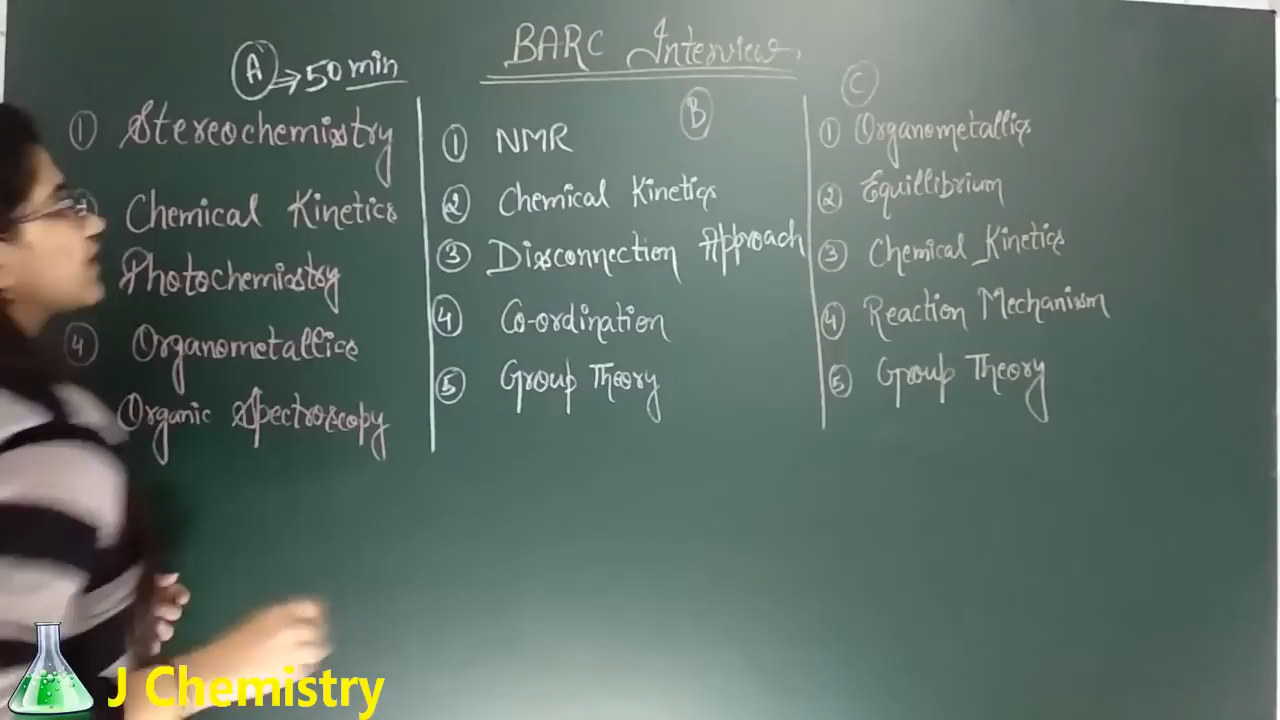 BARC Interview.
A → 50 min
① Stereochemistry
② Chemical Kinetics
Photochemistry
④ Organometallics
Organic Spectroscopy
B
① NMR
② Chemical Kinetics
③ Disconnection Approach
④ Co-ordination
⑤ Group Theory
C
① Organometallics
② Equillibrium
③ Chemical Kinetics
④ Reaction Mechanism
⑤ Group Theory
J Chemistry